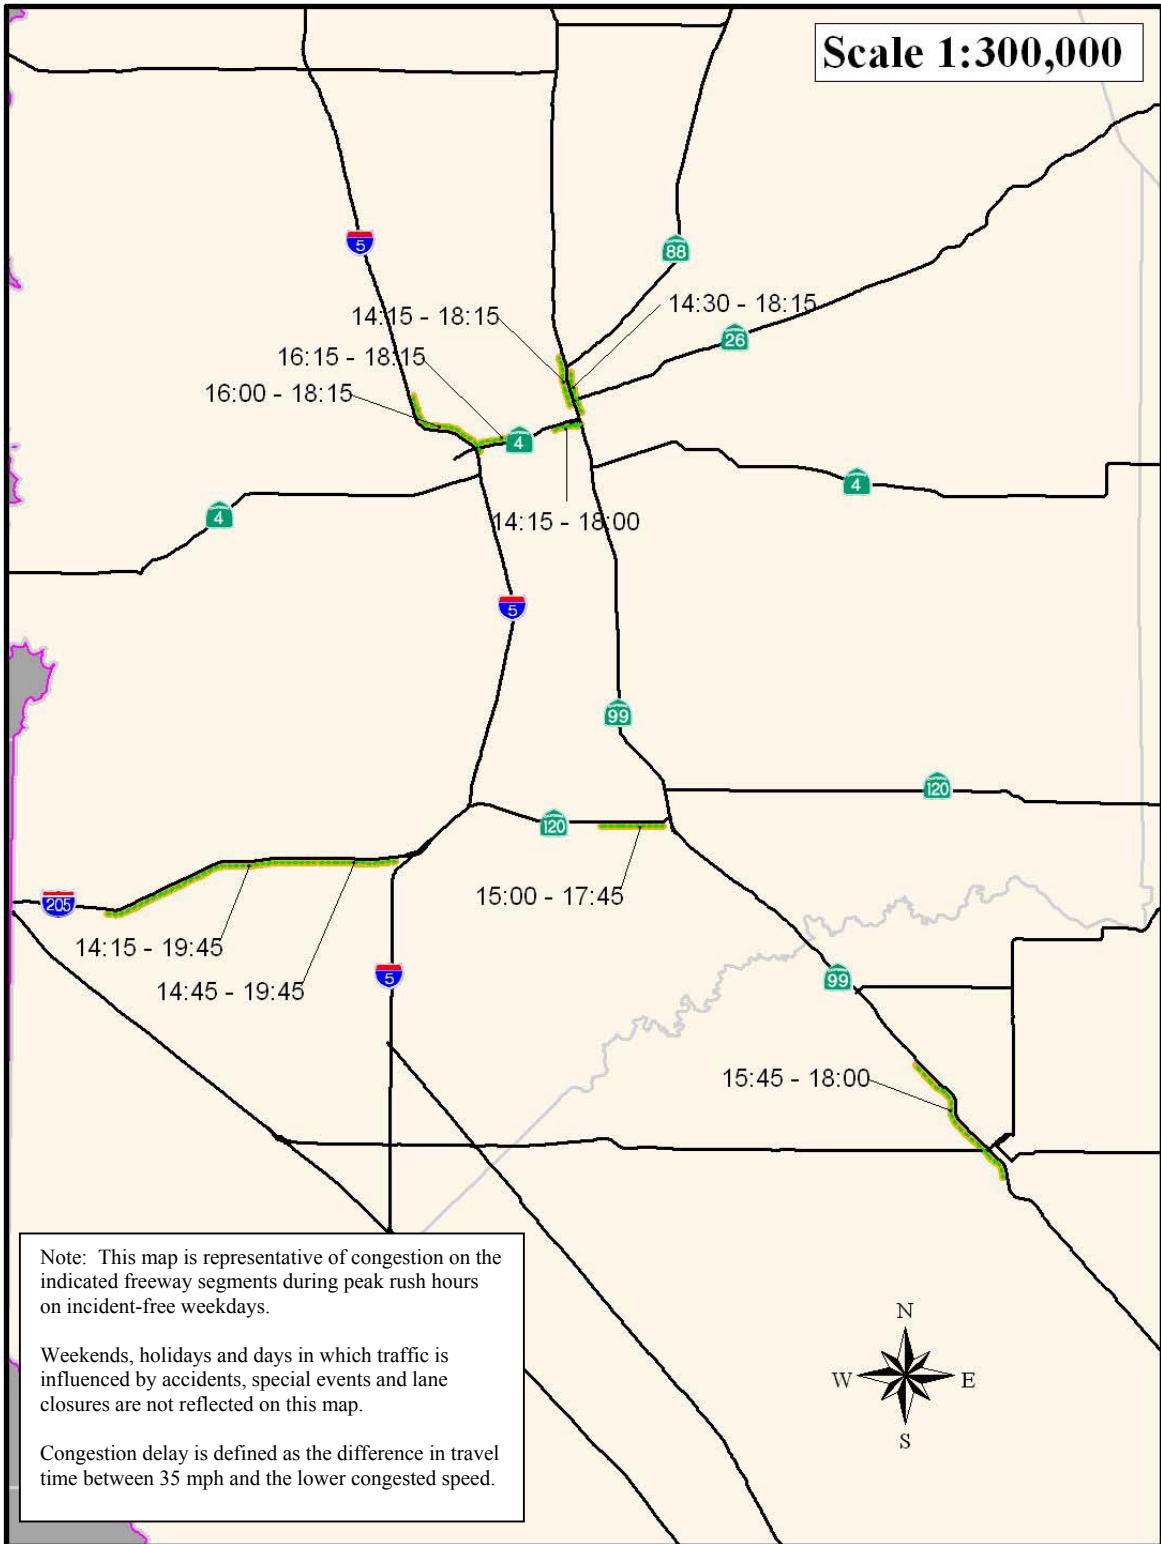 Scale 1:300,000
5
88
14:30 - 18:15
14:15 - 18:15
26
16:15 - 18:15
16:00 - 18:15
4
4
4
14:15 - 18:00
5
99
120
120
15:00 - 17:45
205
14:15 - 19:45
5
99
14:45 - 19:45
15:45 - 18:00
Note: This map is representative of congestion on the
indicated freeway segments during peak rush hours
on incident-free weekdays.
Weekends, holidays and days in which traffic is
influenced by accidents, special events and lane
closures are not reflected on this map.
Congestion delay is defined as the difference in travel
time between 35 mph and the lower congested speed.
N
W E
S